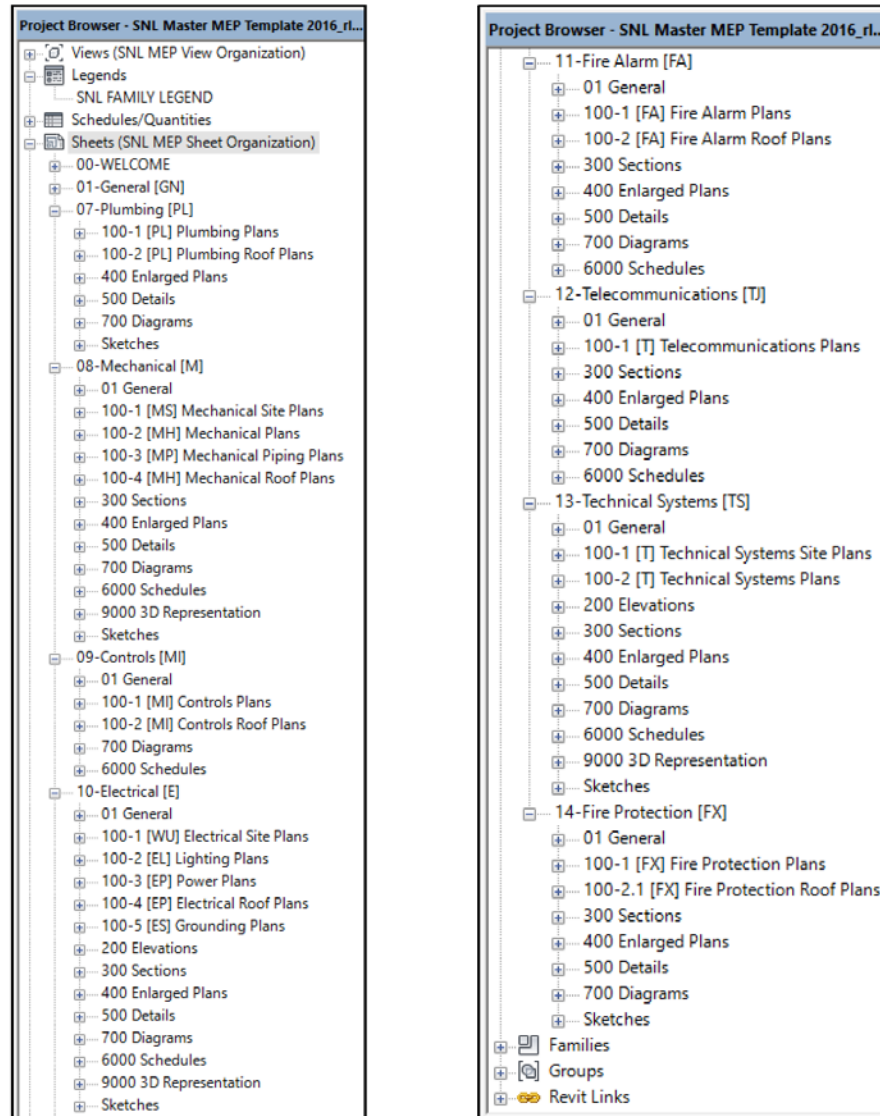 Project Browser - SNL Master MEP Template 2016_rl...
Views (SNL MEP View Organization)
Legends
SNL FAMILY LEGEND
Schedules/Quantities
Sheets (SNL MEP Sheet Organization)
00-WELCOME
01-General [GN]
07-Plumbing [PL]
100-1 [PL] Plumbing Plans
100-2 [PL] Plumbing Roof Plans
400 Enlarged Plans
500 Details
700 Diagrams
Sketches
08-Mechanical [M]
01 General
100-1 [MS] Mechanical Site Plans
100-2 [MH] Mechanical Plans
100-3 [MP] Mechanical Piping Plans
100-4 [MH] Mechanical Roof Plans
300 Sections
400 Enlarged Plans
500 Details
700 Diagrams
6000 Schedules
9000 3D Representation
Sketches
09-Controls [MI]
01 General
100-1 [MI] Controls Plans
100-2 [MI] Controls Roof Plans
700 Diagrams
6000 Schedules
10-Electrical [E]
01 General
100-1 [WU] Electrical Site Plans
100-2 [EL] Lighting Plans
100-3 [EP] Power Plans
100-4 [EP] Electrical Roof Plans
100-5 [ES] Grounding Plans
200 Elevations
300 Sections
400 Enlarged Plans
500 Details
700 Diagrams
6000 Schedules
9000 3D Representation
Sketches
Project Browser - SNL Master MEP Template 2016_rl...
11-Fire Alarm [FA]
01 General
100-1 [FA] Fire Alarm Plans
100-2 [FA] Fire Alarm Roof Plans
300 Sections
400 Enlarged Plans
500 Details
700 Diagrams
6000 Schedules
12-Telecommunications [TJ]
01 General
100-1 [T] Telecommunications Plans
300 Sections
400 Enlarged Plans
500 Details
700 Diagrams
6000 Schedules
13-Technical Systems [TS]
01 General
100-1 [T] Technical Systems Site Plans
100-2 [T] Technical Systems Plans
200 Elevations
300 Sections
400 Enlarged Plans
500 Details
700 Diagrams
6000 Schedules
9000 3D Representation
Sketches
14-Fire Protection [FX]
01 General
100-1 [FX] Fire Protection Plans
100-2.1 [FX] Fire Protection Roof Plans
300 Sections
400 Enlarged Plans
500 Details
700 Diagrams
Sketches
Families
Groups
Revit Links